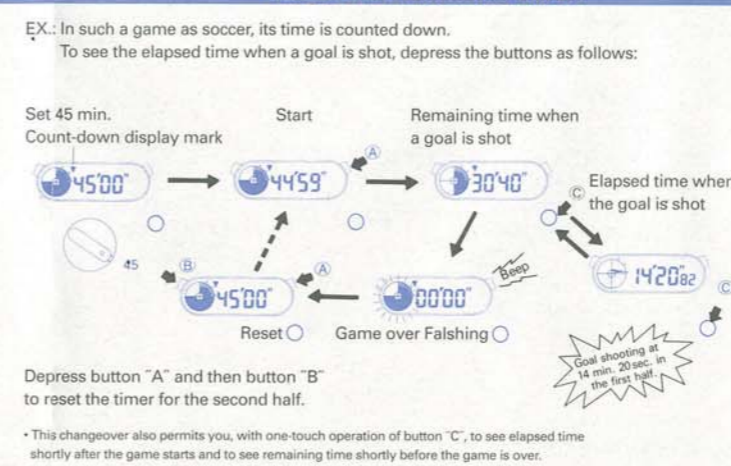 EX.: In such a game as soccer, its time is counted down.
To see the elapsed time when a goal is shot, depress the buttons as follows:
Set 45 min.
Count-down display mark
Start
Remaining time when
a goal is shot
45'00"
44'59"
A
30'40"
C
Elapsed time when
the goal is shot
45
B
45'00"
A
00'00"
Beep
14'20"82
C
Reset
Game over Falshing
Goal shooting at
14 min. 20 sec. in
the first half.
Depress button "A" and then button "B"
to reset the timer for the second half.
• This changeover also permits you, with one-touch operation of button "C", to see elapsed time
shortly after the game starts and to see remaining time shortly before the game is over.